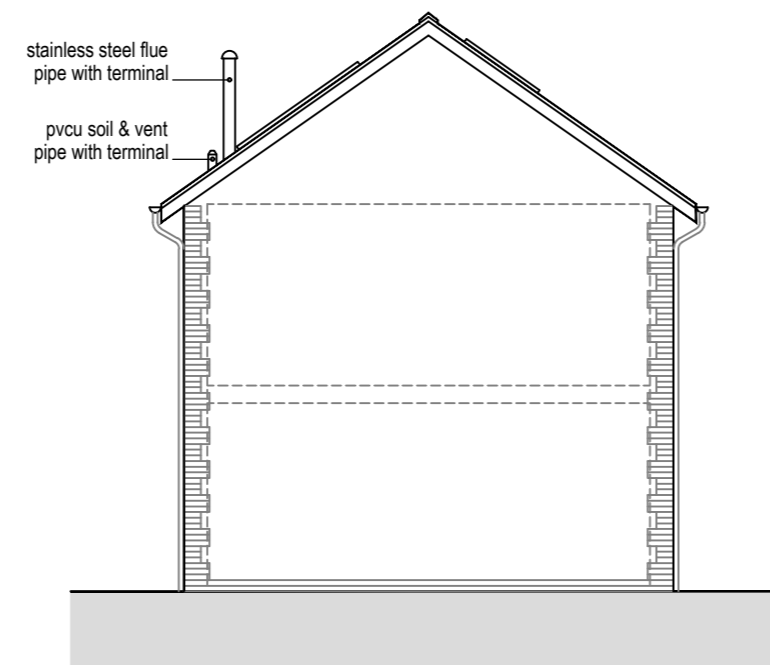 stainless steel flue
pipe with terminal
pvcu soil & vent
pipe with terminal